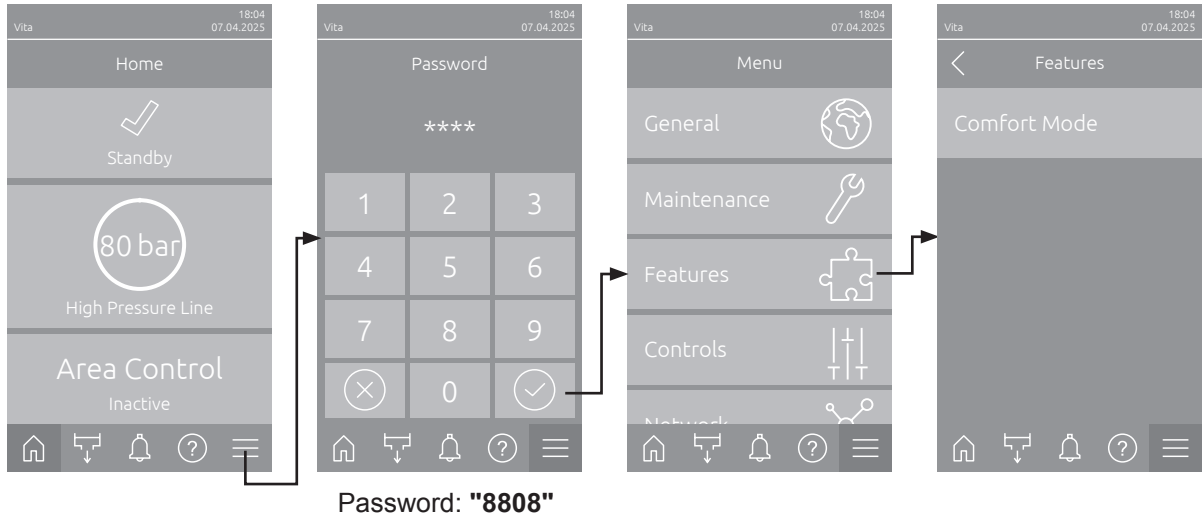 18:04
Vita 07.04.2025
Home
Standby
80 bar
High Pressure Line
Area Control
Inactive
?
18:04
Vita 07.04.2025
Password
****
1 2 3
4 5 6
7 8 9
0
?
Password: "8808"
18:04
Vita 07.04.2025
Menu
General
Maintenance
Features
Controls
Network
?
18:04
Vita 07.04.2025
Features
Comfort Mode
?